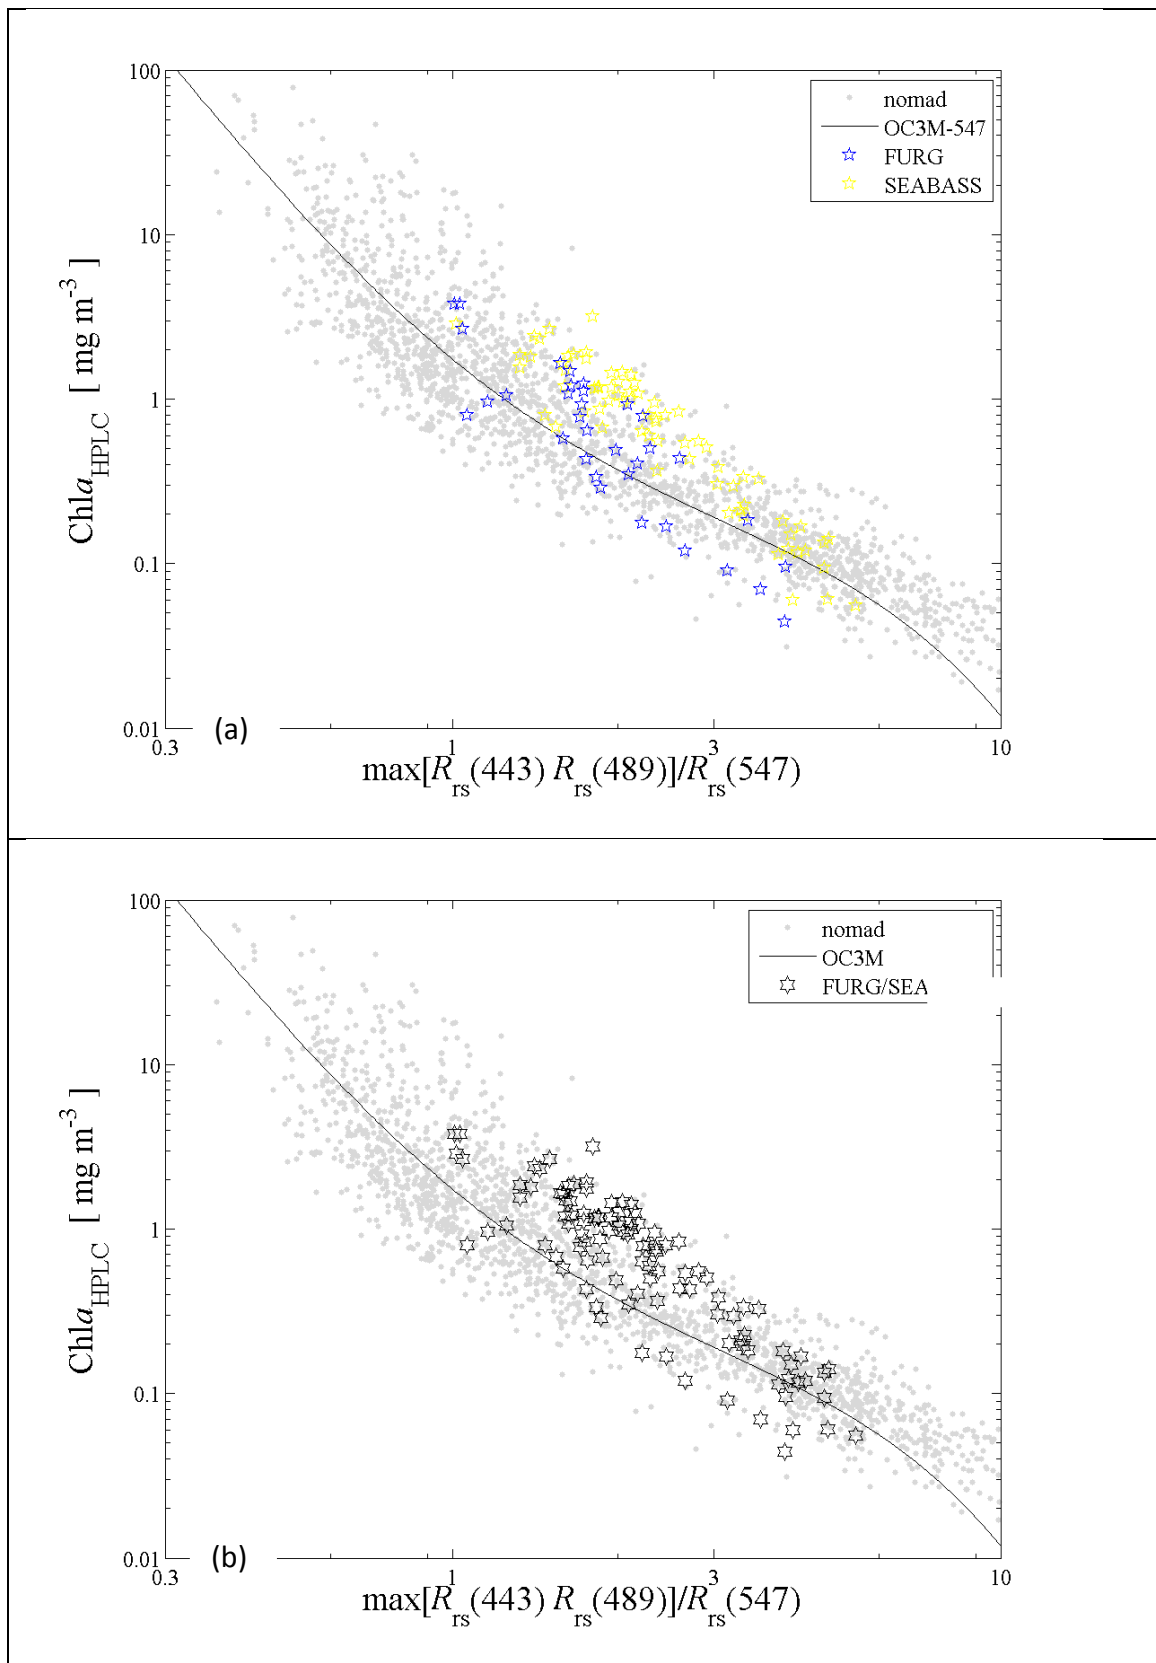 100
10
1
0.1
0.01
0.3
1
3
10
Chla_HPLC [ mg m^-3 ]
max[R_rs(443) R_rs(489)]/R_rs(547)
nomad
OC3M-547
FURG
SEABASS
(a)
100
10
1
0.1
0.01
0.3
1
3
10
Chla_HPLC [ mg m^-3 ]
max[R_rs(443) R_rs(489)]/R_rs(547)
nomad
OC3M
FURG/SEA
(b)